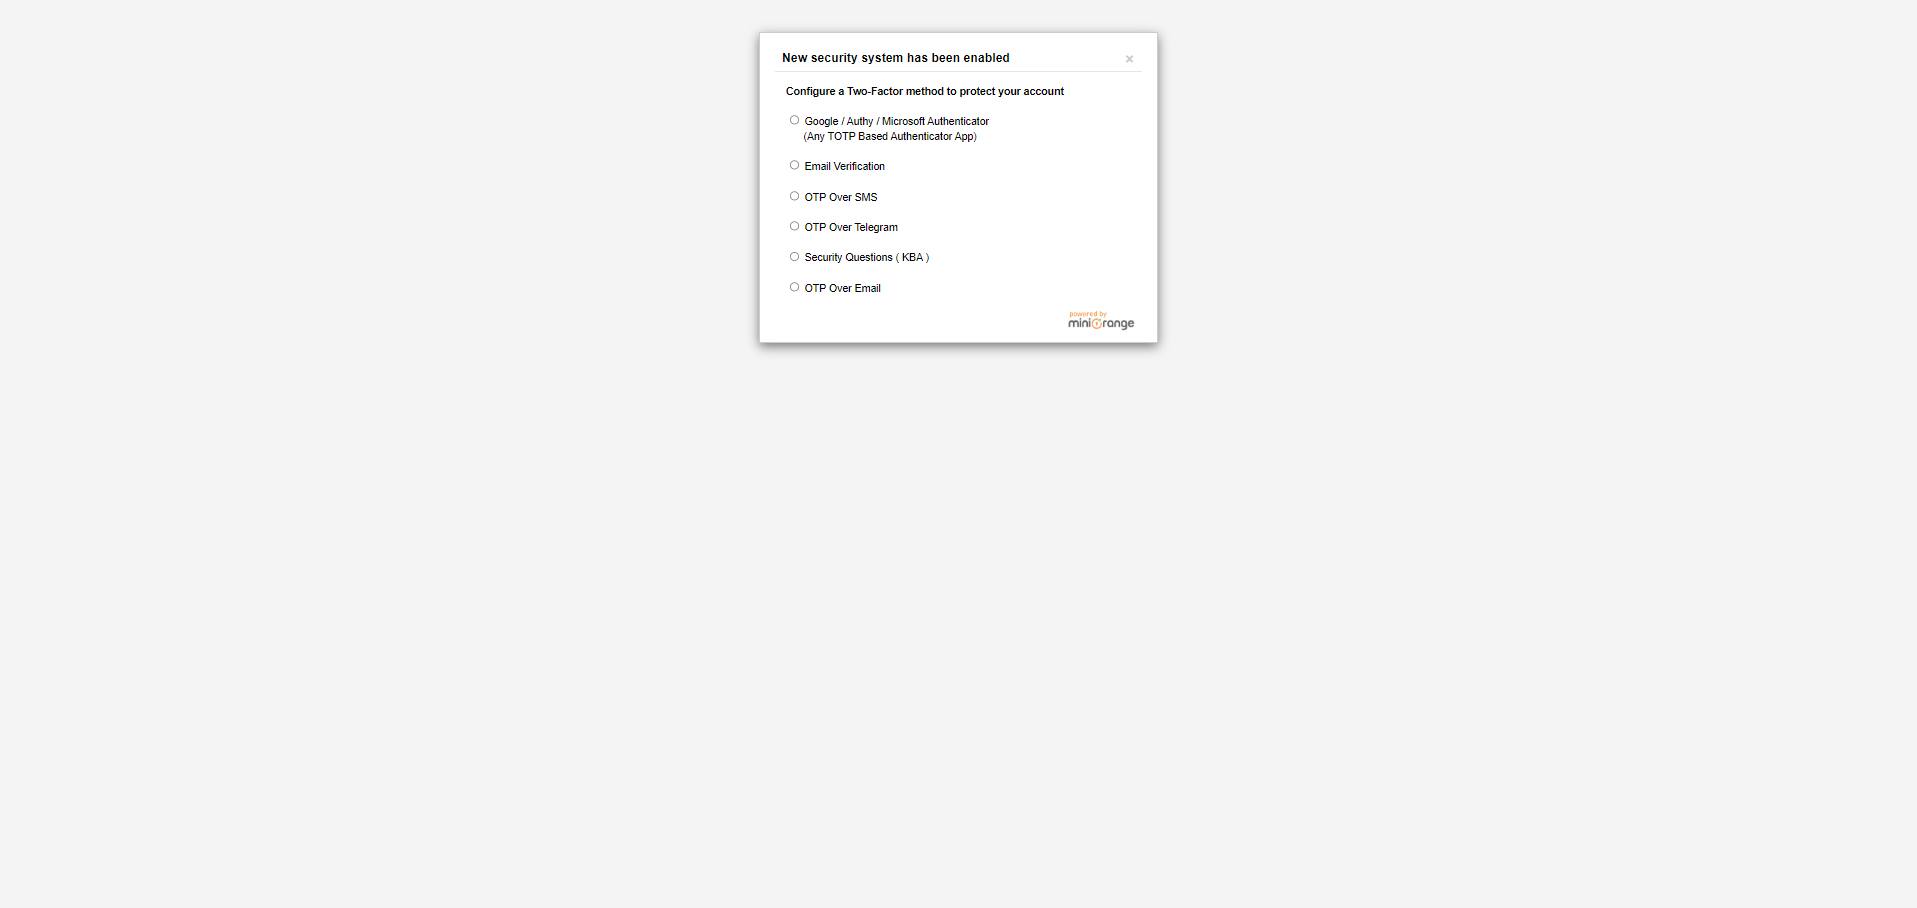 New security system has been enabled
×
Configure a Two-Factor method to protect your account
Google / Authy / Microsoft Authenticator
(Any TOTP Based Authenticator App)
Email Verification
OTP Over SMS
OTP Over Telegram
Security Questions ( KBA )
OTP Over Email
powered by
miniOrange